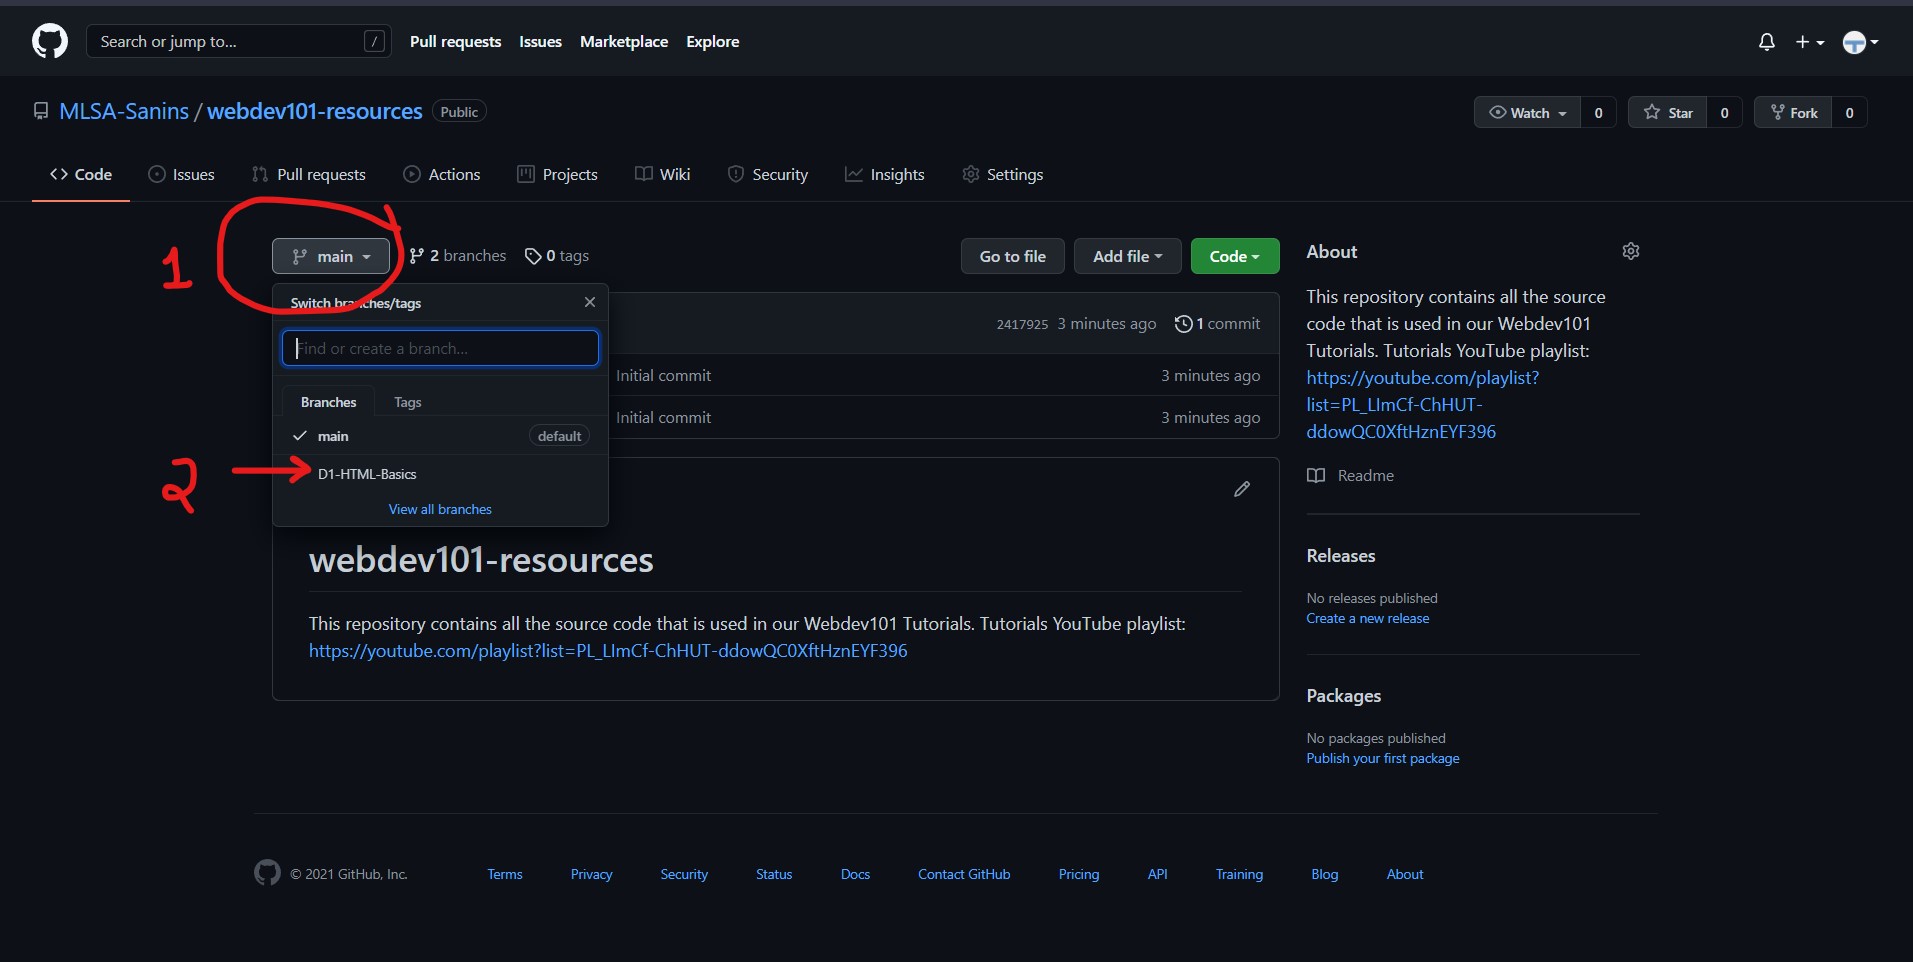 Search or jump to... /
Pull requests Issues Marketplace Explore
MLSA-Sanins / webdev101-resources Public
Watch 0 Star 0 Fork 0
Code Issues Pull requests Actions Projects Wiki Security Insights Settings
1
main 2 branches 0 tags
Go to file Add file Code
Switch branches/tags
Find or create a branch...
Branches Tags
main default
2
D1-HTML-Basics
View all branches
2417925 3 minutes ago 1 commit
Initial commit 3 minutes ago
Initial commit 3 minutes ago
webdev101-resources
This repository contains all the source code that is used in our Webdev101 Tutorials. Tutorials YouTube playlist:
https://youtube.com/playlist?list=PL_LImCf-ChHUT-ddowQC0XftHznEYF396
About
This repository contains all the source
code that is used in our Webdev101
Tutorials. Tutorials YouTube playlist:
https://youtube.com/playlist?
list=PL_LImCf-ChHUT-
ddowQC0XftHznEYF396
Readme
Releases
No releases published
Create a new release
Packages
No packages published
Publish your first package
© 2021 GitHub, Inc. Terms Privacy Security Status Docs Contact GitHub Pricing API Training Blog About